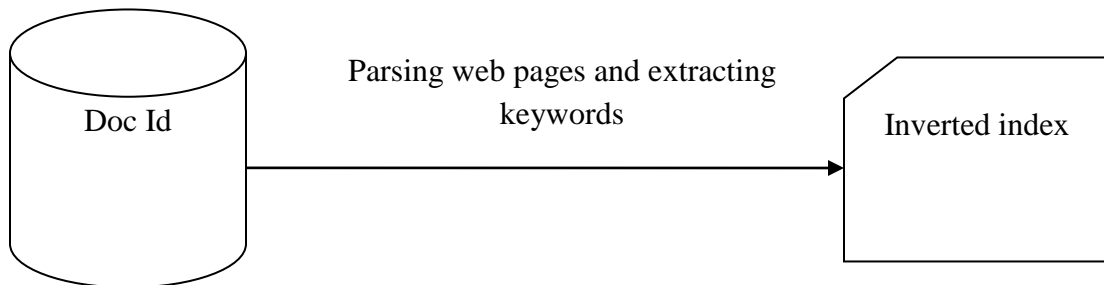 Doc Id
Parsing web pages and extracting
keywords
Inverted index